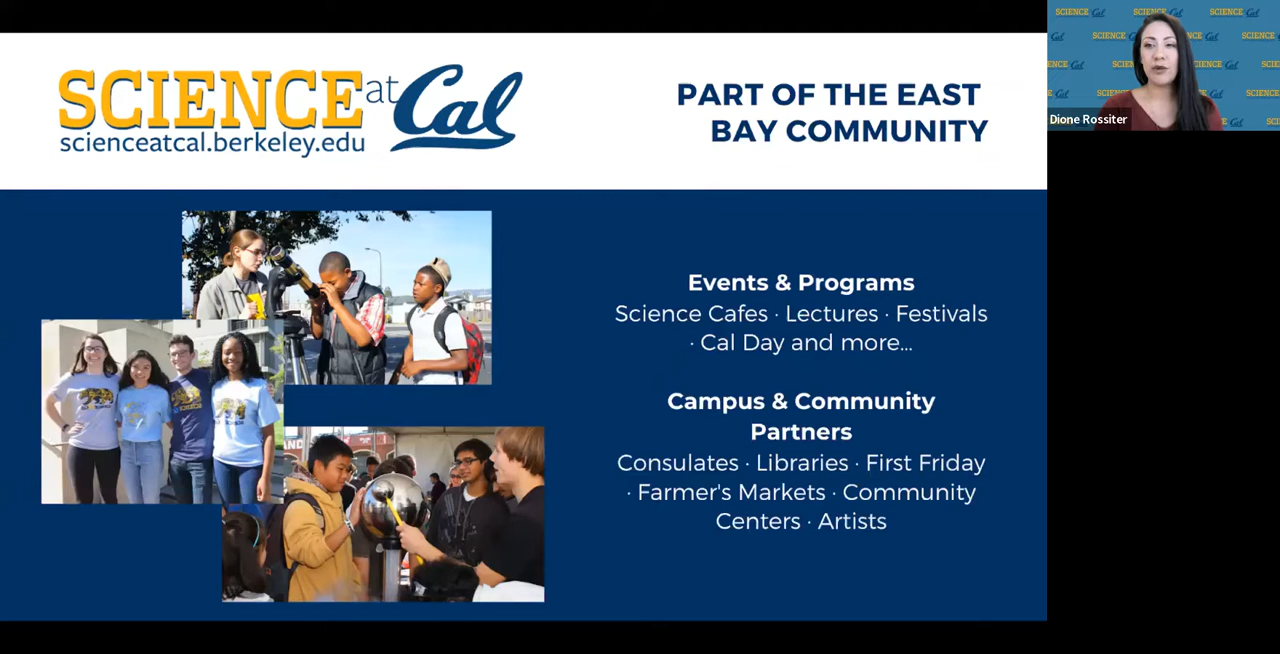 SCIENCE at Cal
scienceatcal.berkeley.edu
PART OF THE EAST
BAY COMMUNITY
Events & Programs
Science Cafes · Lectures · Festivals
· Cal Day and more...
Campus & Community
Partners
Consulates · Libraries · First Friday
· Farmer's Markets · Community
Centers · Artists
Dione Rossiter